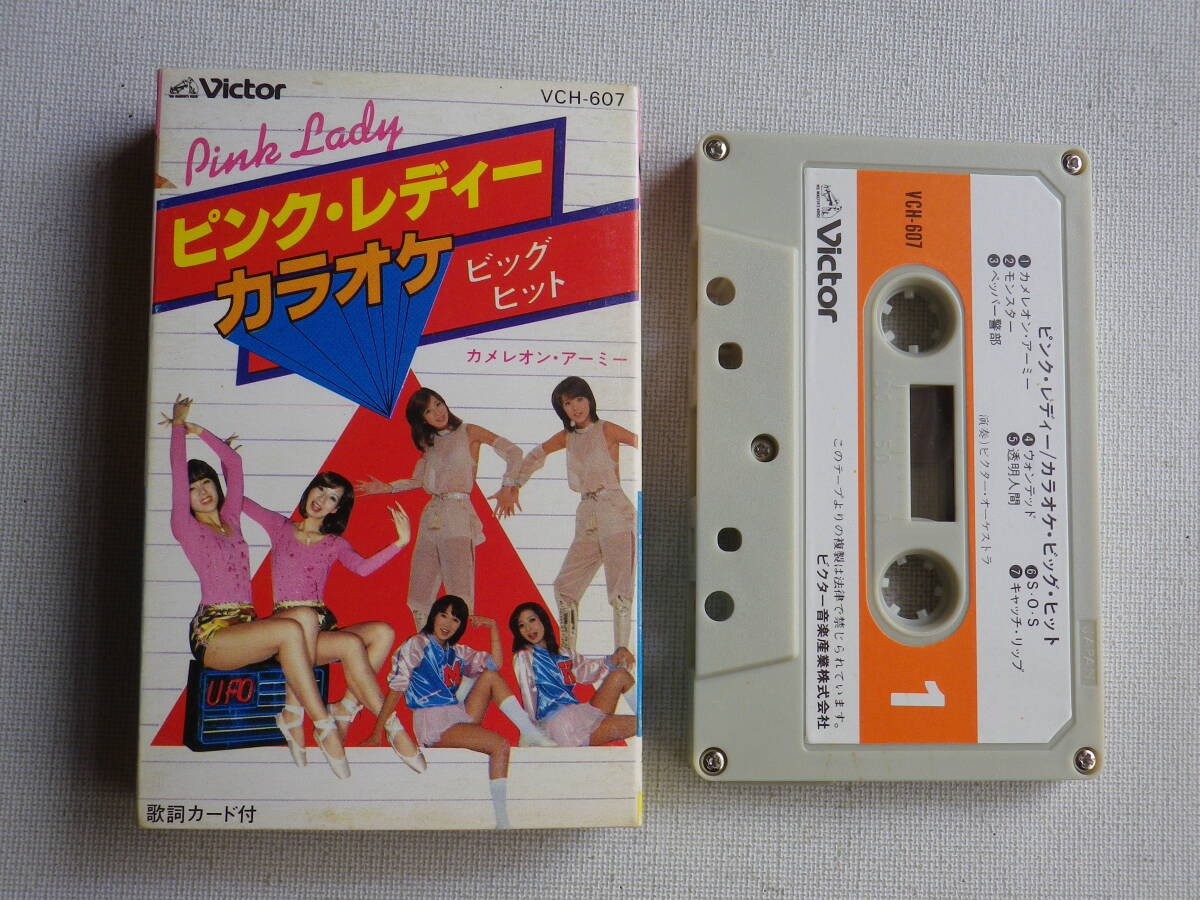 Victor
VCH-607
Pink Lady
ピンク・レディー
カラオケ
ビッグ
ヒット
カメレオン・アーミー
UFO
歌詞カード付
Victor
VCH-607
ピンク・レディー/カラオケ・ビッグ・ヒット
演奏)ビクター・オーケストラ
❶カメレオン・アーミー
❷モンスター
❸ペッパー警部
❹ウォンテッド
❺透明人間
❻S・O・S
❼キャッチ・リップ
1
このテープよりの複製は法律で禁じられています。
ビクター音楽産業株式会社